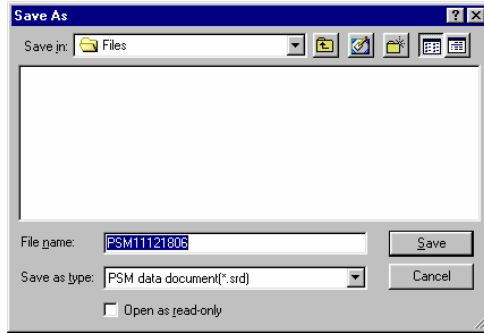 Save As
Save in: Files
File name: PSM11121806 Save
Save as type: PSM data document(*.srd) Cancel
Open as read-only